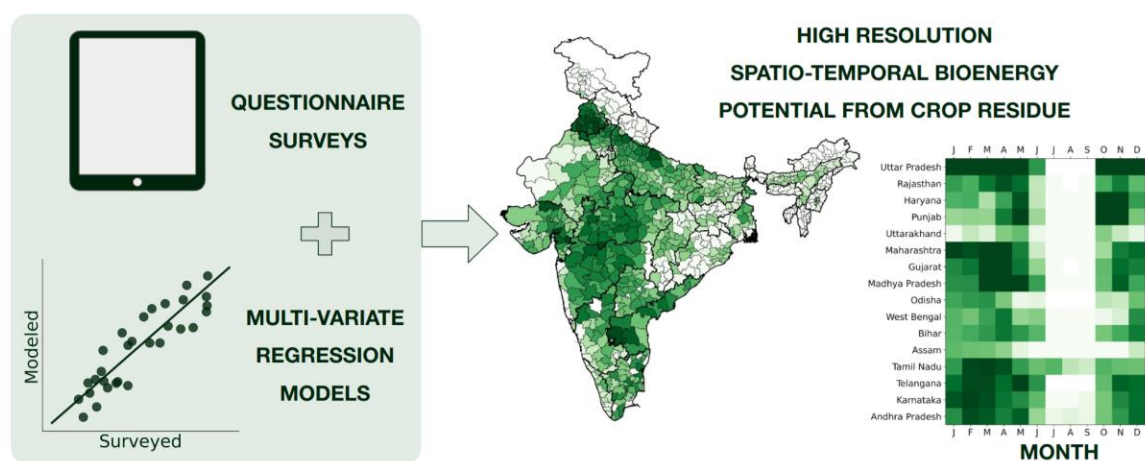 QUESTIONNAIRE
SURVEYS
MULTI-VARIATE
REGRESSION
MODELS
Modeled
Surveyed
HIGH RESOLUTION
SPATIO-TEMPORAL BIOENERGY
POTENTIAL FROM CROP RESIDUE
J F M A M J J A S O N D
Uttar Pradesh
Rajasthan
Haryana
Punjab
Uttarakhand
Maharashtra
Gujarat
Madhya Pradesh
Odisha
West Bengal
Bihar
Assam
Tamil Nadu
Telangana
Karnataka
Andhra Pradesh
J F M A M J J A S O N D
MONTH